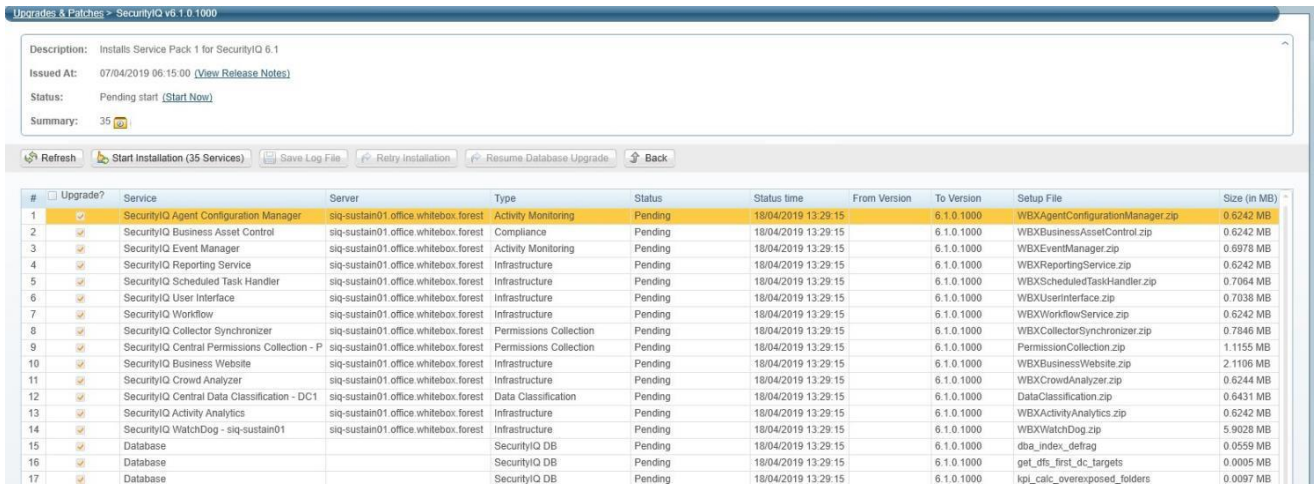 Upgrades & Patches > SecurityIQ v6.1.0.1000
Description: Installs Service Pack 1 for SecurityIQ 6.1
Issued At: 07/04/2019 06:15:00 (View Release Notes)
Status: Pending start (Start Now)
Summary: 35
Refresh Start Installation (35 Services) Save Log File Retry Installation Resume Database Upgrade Back
# Upgrade? Service Server Type Status Status time From Version To Version Setup File Size (in MB)
1 SecurityIQ Agent Configuration Manager siq-sustain01.office.whitebox.forest Activity Monitoring Pending 18/04/2019 13:29:15 6.1.0.1000 WBXAgentConfigurationManager.zip 0.6242 MB
2 SecurityIQ Business Asset Control siq-sustain01.office.whitebox.forest Compliance Pending 18/04/2019 13:29:15 6.1.0.1000 WBXBusinessAssetControl.zip 0.6242 MB
3 SecurityIQ Event Manager siq-sustain01.office.whitebox.forest Activity Monitoring Pending 18/04/2019 13:29:15 6.1.0.1000 WBXEventManager.zip 0.6978 MB
4 SecurityIQ Reporting Service siq-sustain01.office.whitebox.forest Infrastructure Pending 18/04/2019 13:29:15 6.1.0.1000 WBXReportingService.zip 0.6242 MB
5 SecurityIQ Scheduled Task Handler siq-sustain01.office.whitebox.forest Infrastructure Pending 18/04/2019 13:29:15 6.1.0.1000 WBXScheduledTaskHandler.zip 0.7064 MB
6 SecurityIQ User Interface siq-sustain01.office.whitebox.forest Infrastructure Pending 18/04/2019 13:29:15 6.1.0.1000 WBXUserInterface.zip 0.7038 MB
7 SecurityIQ Workflow siq-sustain01.office.whitebox.forest Infrastructure Pending 18/04/2019 13:29:15 6.1.0.1000 WBXWorkflowService.zip 0.6242 MB
8 SecurityIQ Collector Synchronizer siq-sustain01.office.whitebox.forest Permissions Collection Pending 18/04/2019 13:29:15 6.1.0.1000 WBXCollectorSynchronizer.zip 0.7846 MB
9 SecurityIQ Central Permissions Collection - P siq-sustain01.office.whitebox.forest Permissions Collection Pending 18/04/2019 13:29:15 6.1.0.1000 PermissionCollection.zip 1.1155 MB
10 SecurityIQ Business Website siq-sustain01.office.whitebox.forest Infrastructure Pending 18/04/2019 13:29:15 6.1.0.1000 WBXBusinessWebsite.zip 2.1106 MB
11 SecurityIQ Crowd Analyzer siq-sustain01.office.whitebox.forest Infrastructure Pending 18/04/2019 13:29:15 6.1.0.1000 WBXCrowdAnalyzer.zip 0.6244 MB
12 SecurityIQ Central Data Classification - DC1 siq-sustain01.office.whitebox.forest Data Classification Pending 18/04/2019 13:29:15 6.1.0.1000 DataClassification.zip 0.6431 MB
13 SecurityIQ Activity Analytics siq-sustain01.office.whitebox.forest Infrastructure Pending 18/04/2019 13:29:15 6.1.0.1000 WBXActivityAnalytics.zip 0.6242 MB
14 SecurityIQ WatchDog - siq-sustain01 siq-sustain01.office.whitebox.forest Infrastructure Pending 18/04/2019 13:29:15 6.1.0.1000 WBXWatchDog.zip 5.9028 MB
15 Database SecurityIQ DB Pending 18/04/2019 13:29:15 6.1.0.1000 dba_index_defrag 0.0559 MB
16 Database SecurityIQ DB Pending 18/04/2019 13:29:15 6.1.0.1000 get_dfs_first_dc_targets 0.0005 MB
17 Database SecurityIQ DB Pending 18/04/2019 13:29:15 6.1.0.1000 kpi_calc_overexposed_folders 0.0097 MB